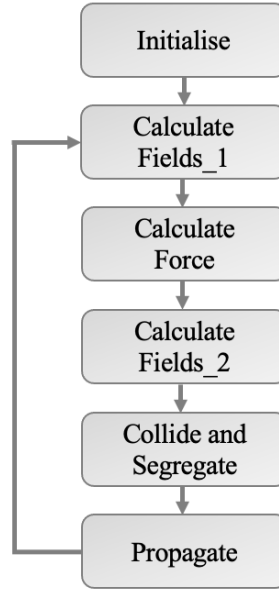 Initialise
Calculate
Fields_1
Calculate
Force
Calculate
Fields_2
Collide and
Segregate
Propagate